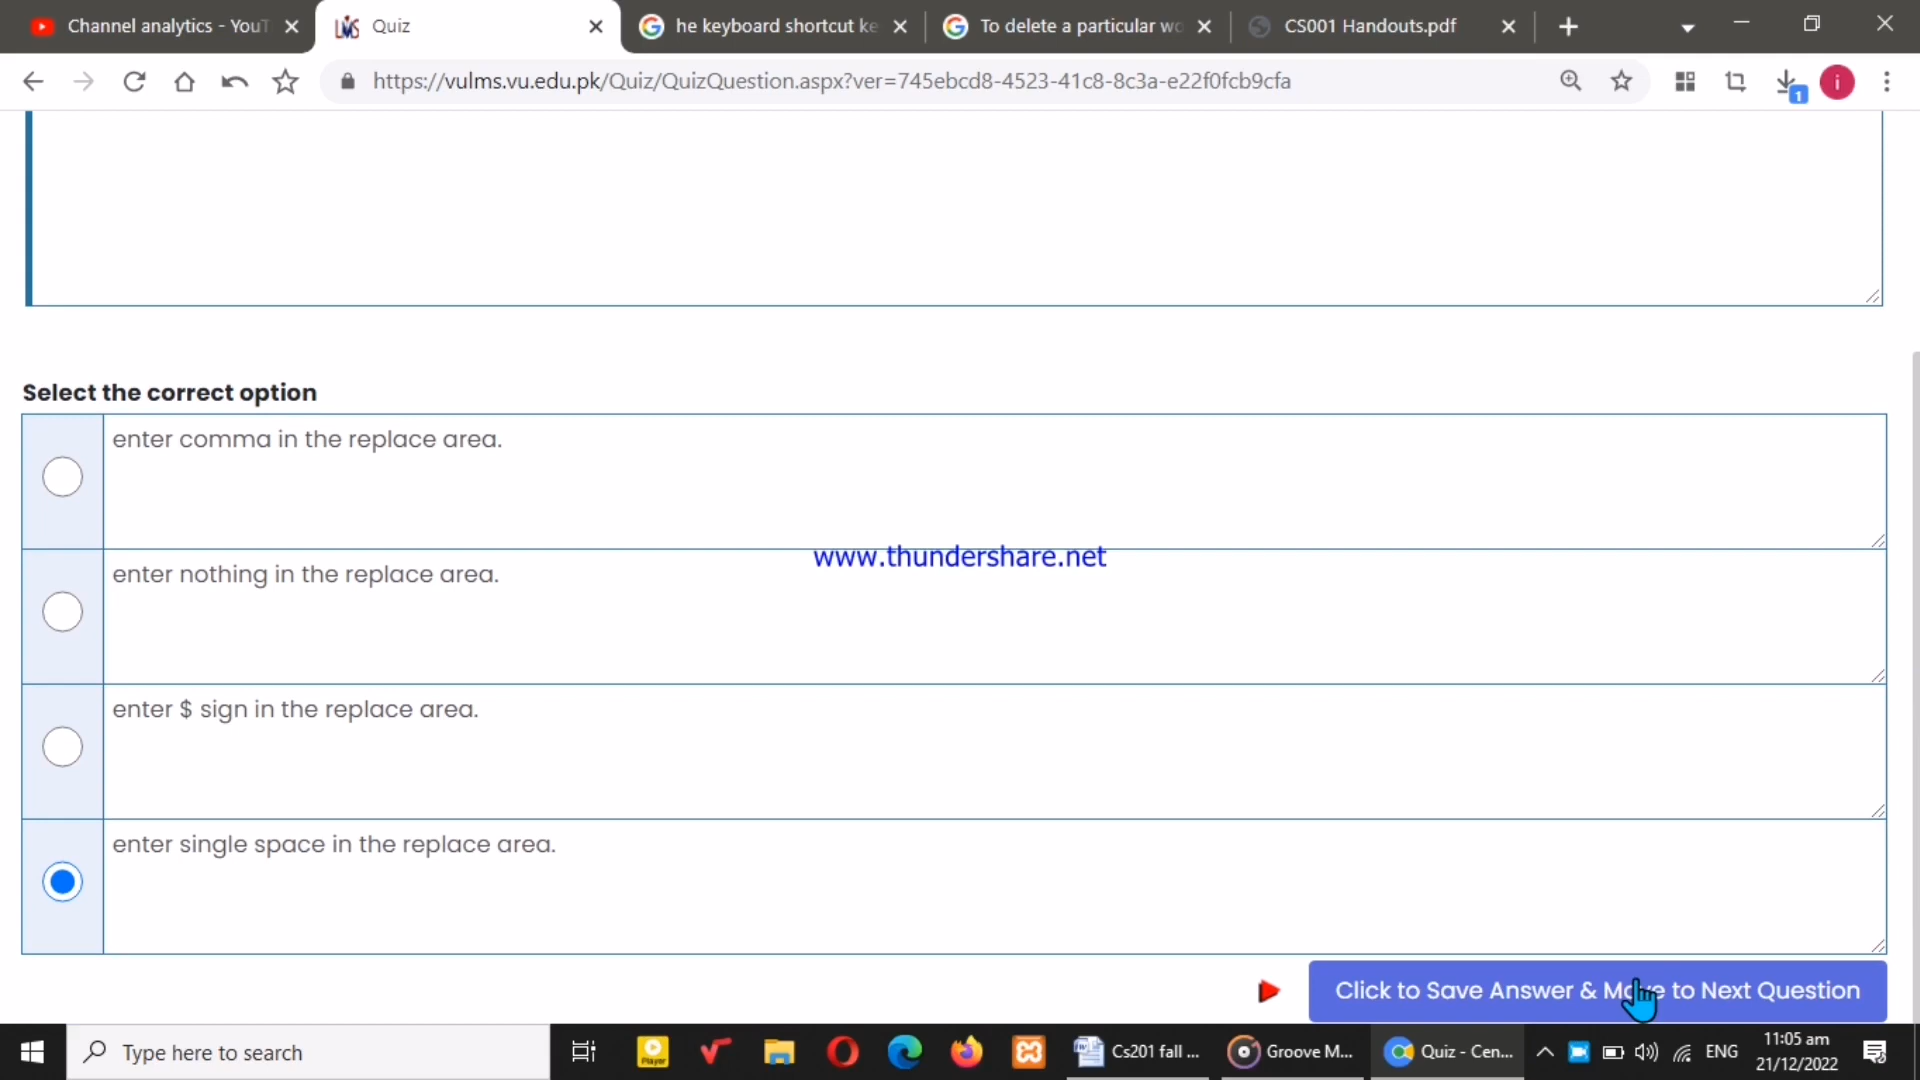 Channel analytics - YouT
Quiz
he keyboard shortcut ke
To delete a particular wo
CS001 Handouts.pdf
https://vulms.vu.edu.pk/Quiz/QuizQuestion.aspx?ver=745ebcd8-4523-41c8-8c3a-e22f0fcb9cfa
1
i
Select the correct option
enter comma in the replace area.
www.thundershare.net
enter nothing in the replace area.
enter $ sign in the replace area.
enter single space in the replace area.
Click to Save Answer & Move to Next Question
Type here to search
Player
Cs201 fall ...
Groove M...
Quiz - Cen...
ENG
11:05 am
21/12/2022